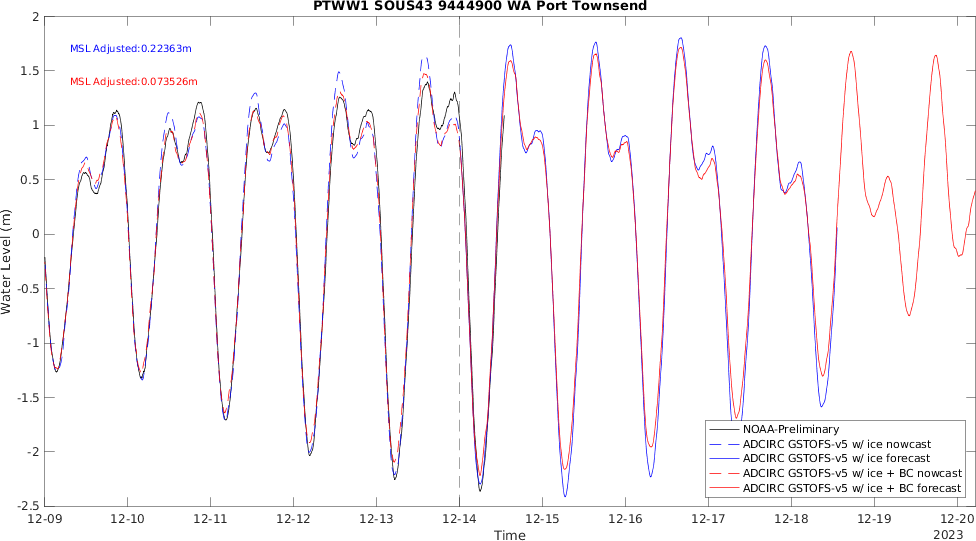 PTWW1 SOUS43 9444900 WA Port Townsend
MSL Adjusted:0.22363m
MSL Adjusted:0.073526m
Water Level (m)
2
1.5
1
0.5
0
-0.5
-1
-1.5
-2
-2.5
NOAA-Preliminary
ADCIRC GSTOFS-v5 w/ ice nowcast
ADCIRC GSTOFS-v5 w/ ice forecast
ADCIRC GSTOFS-v5 w/ ice + BC nowcast
ADCIRC GSTOFS-v5 w/ ice + BC forecast
12-09 12-10 12-11 12-12 12-13 12-14 12-15 12-16 12-17 12-18 12-19 12-20
Time
2023